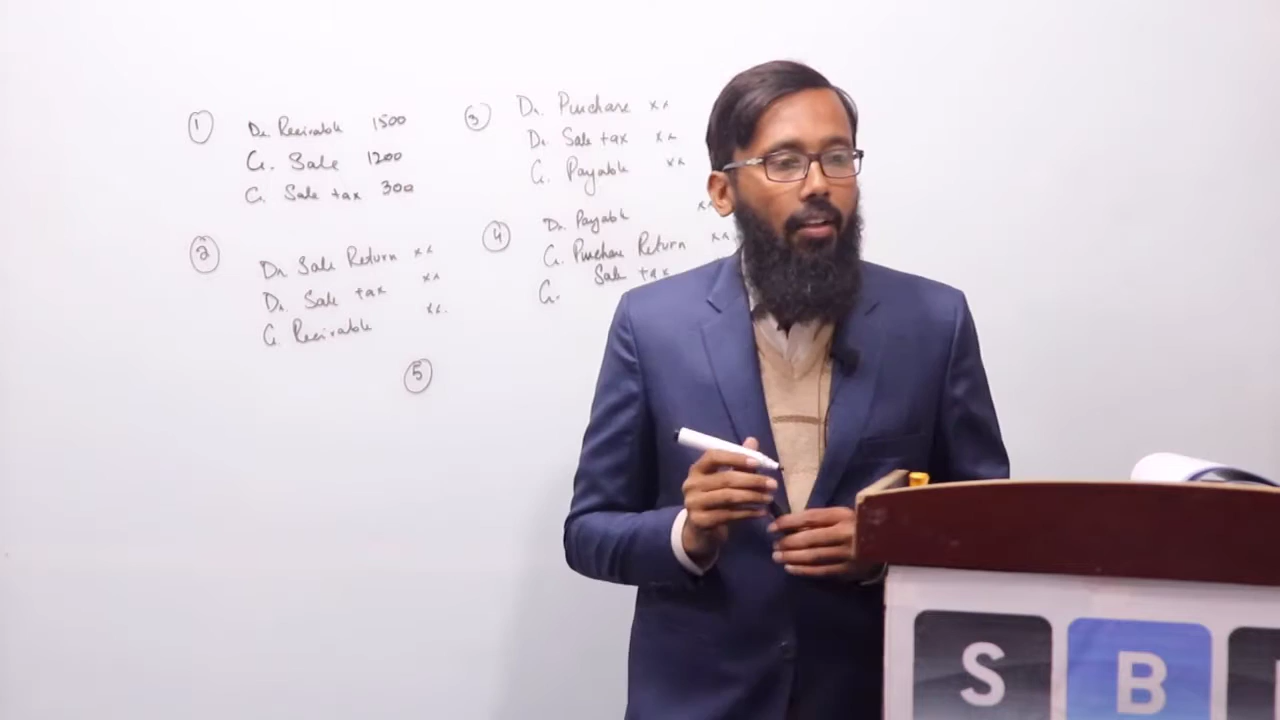 1
Dr. Receivable 1500
Cr. Sale 1200
Cr. Sale tax 300
2
Dr. Sale Return xx
Dr. Sale tax xx
Cr. Receivable xx.
3
Dr. Purchase xx
Dr. Sale tax xx
Cr. Payable xx
4
Dr. Payable xx
Cr. Purchase Return xx
Cr. Sale tax
5
S B